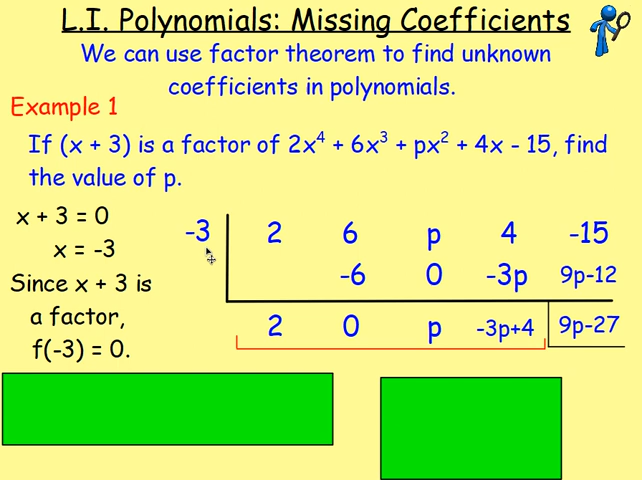 L.I. Polynomials: Missing Coefficients
We can use factor theorem to find unknown
coefficients in polynomials.
Example 1
If (x + 3) is a factor of 2x⁴ + 6x³ + px² + 4x - 15, find
the value of p.
x + 3 = 0
x = -3
Since x + 3 is
a factor,
f(-3) = 0.
-3 2 6 p 4 -15
-6 0 -3p 9p-12
2 0 p -3p+4 9p-27